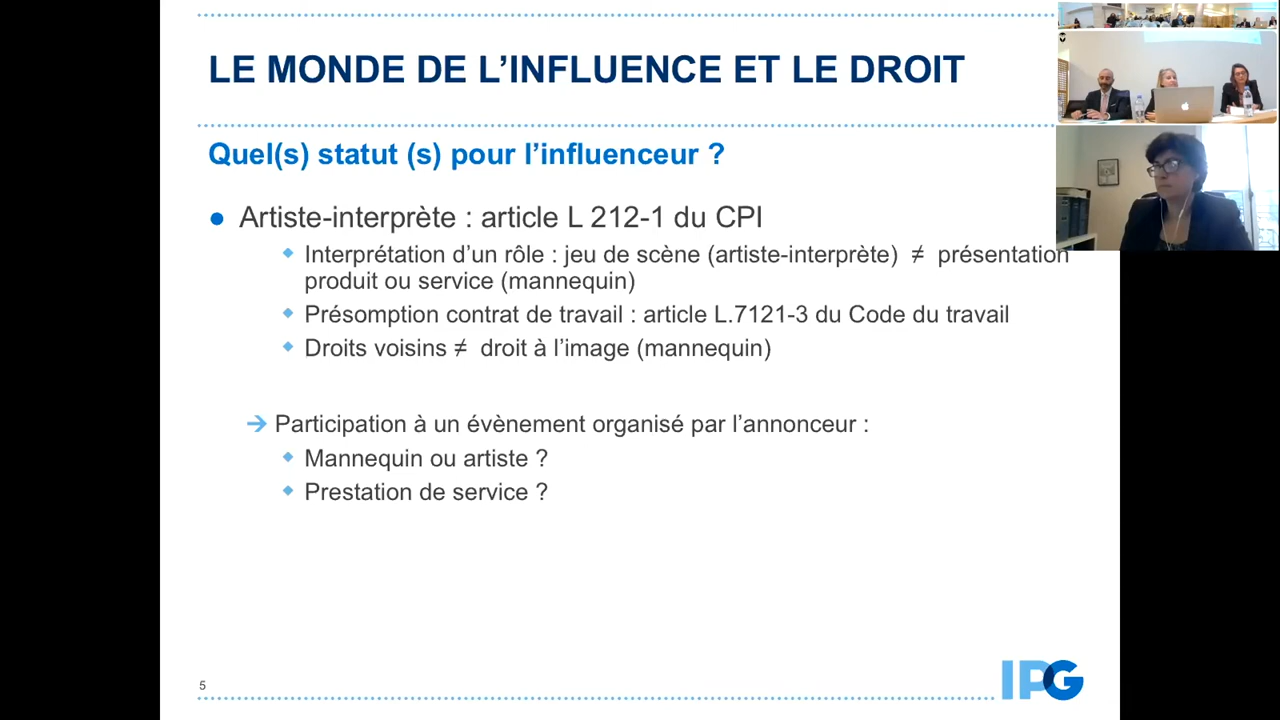 LE MONDE DE L’INFLUENCE ET LE DROIT
Quel(s) statut (s) pour l’influenceur ?
Artiste-interprète : article L 212-1 du CPI
Interprétation d’un rôle : jeu de scène (artiste-interprète) ≠ présentation
produit ou service (mannequin)
Présomption contrat de travail : article L.7121-3 du Code du travail
Droits voisins ≠ droit à l’image (mannequin)
→ Participation à un évènement organisé par l’annonceur :
Mannequin ou artiste ?
Prestation de service ?
5
IPG